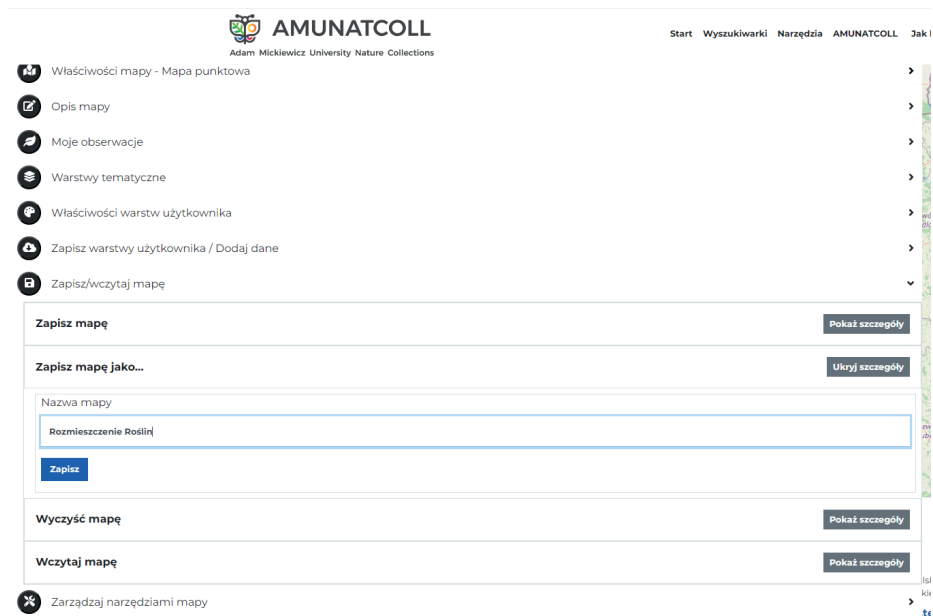 AMUNATCOLL
Adam Mickiewicz University Nature Collections
Start Wyszukiwarki Narzędzia AMUNATCOLL Jak
Właściwości mapy - Mapa punktowa
Opis mapy
Moje obserwacje
Warstwy tematyczne
Właściwości warstw użytkownika
Zapisz warstwy użytkownika / Dodaj dane
Zapisz/wczytaj mapę
Zapisz mapę
Pokaż szczegóły
Zapisz mapę jako...
Ukryj szczegóły
Nazwa mapy
Rozmieszczenie Roślin
Zapisz
Wyczyść mapę
Pokaż szczegóły
Wczytaj mapę
Pokaż szczegóły
Zarządzaj narzędziami mapy